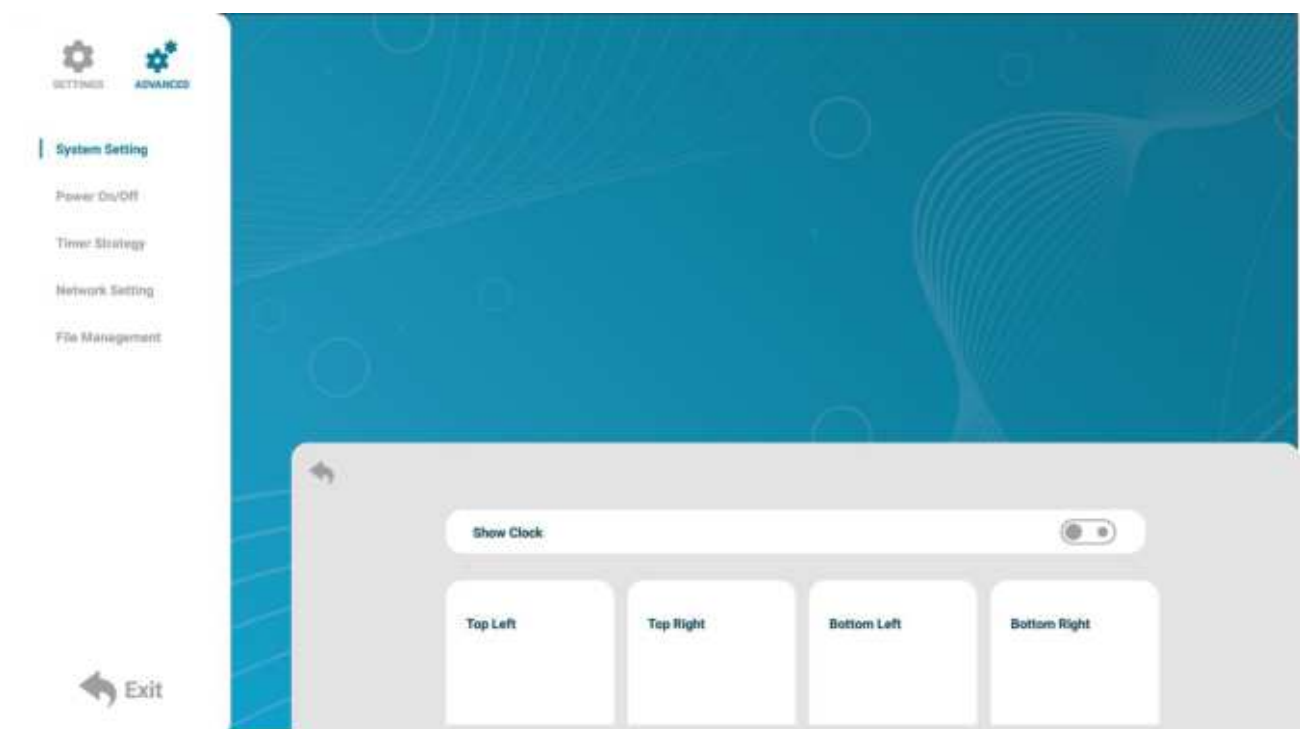 SETTINGS ADVANCED
System Setting
Power On/Off
Timer Strategy
Network Setting
File Management
Show Clock
Top Left Top Right Bottom Left Bottom Right
Exit